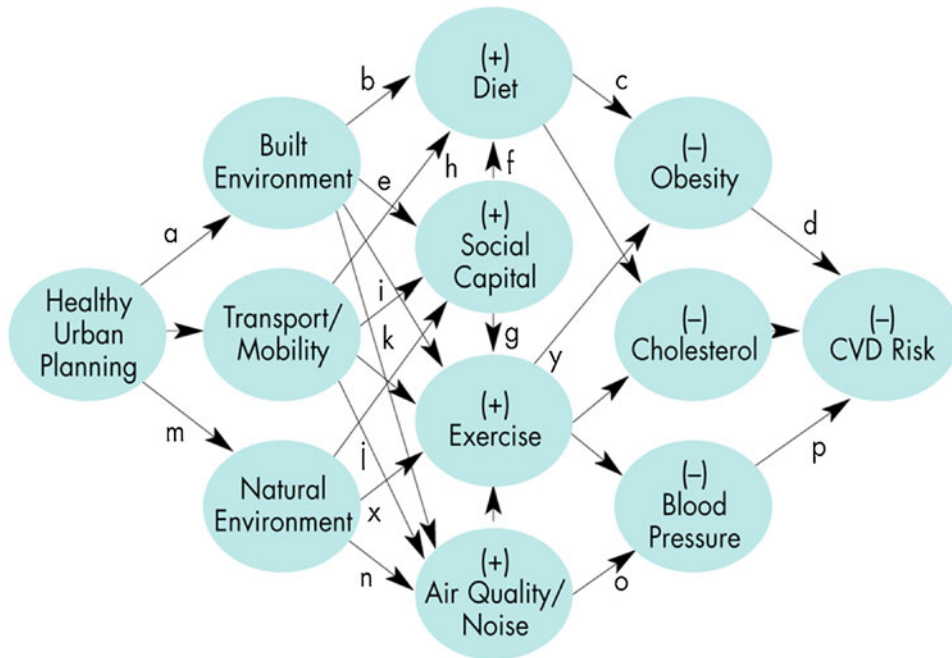 (+)
Diet
b
c
Built
Environment
h
f
(–)
Obesity
e
(+)
Social
Capital
d
a
Healthy
Urban
Planning
Transport/
Mobility
i
k
g
y
(–)
Cholesterol
(–)
CVD Risk
m
(+)
Exercise
j
p
Natural
Environment
x
(–)
Blood
Pressure
n
(+)
Air Quality/
Noise
o